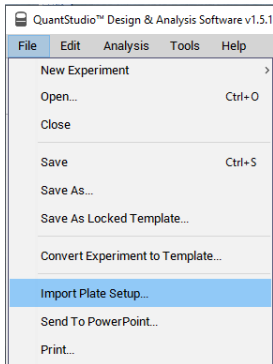 QuantStudio™ Design & Analysis Software v1.5.1
File Edit Analysis Tools Help
New Experiment >
Open... Ctrl+O
Close
Save Ctrl+S
Save As...
Save As Locked Template...
Convert Experiment to Template...
Import Plate Setup...
Send To PowerPoint...
Print...